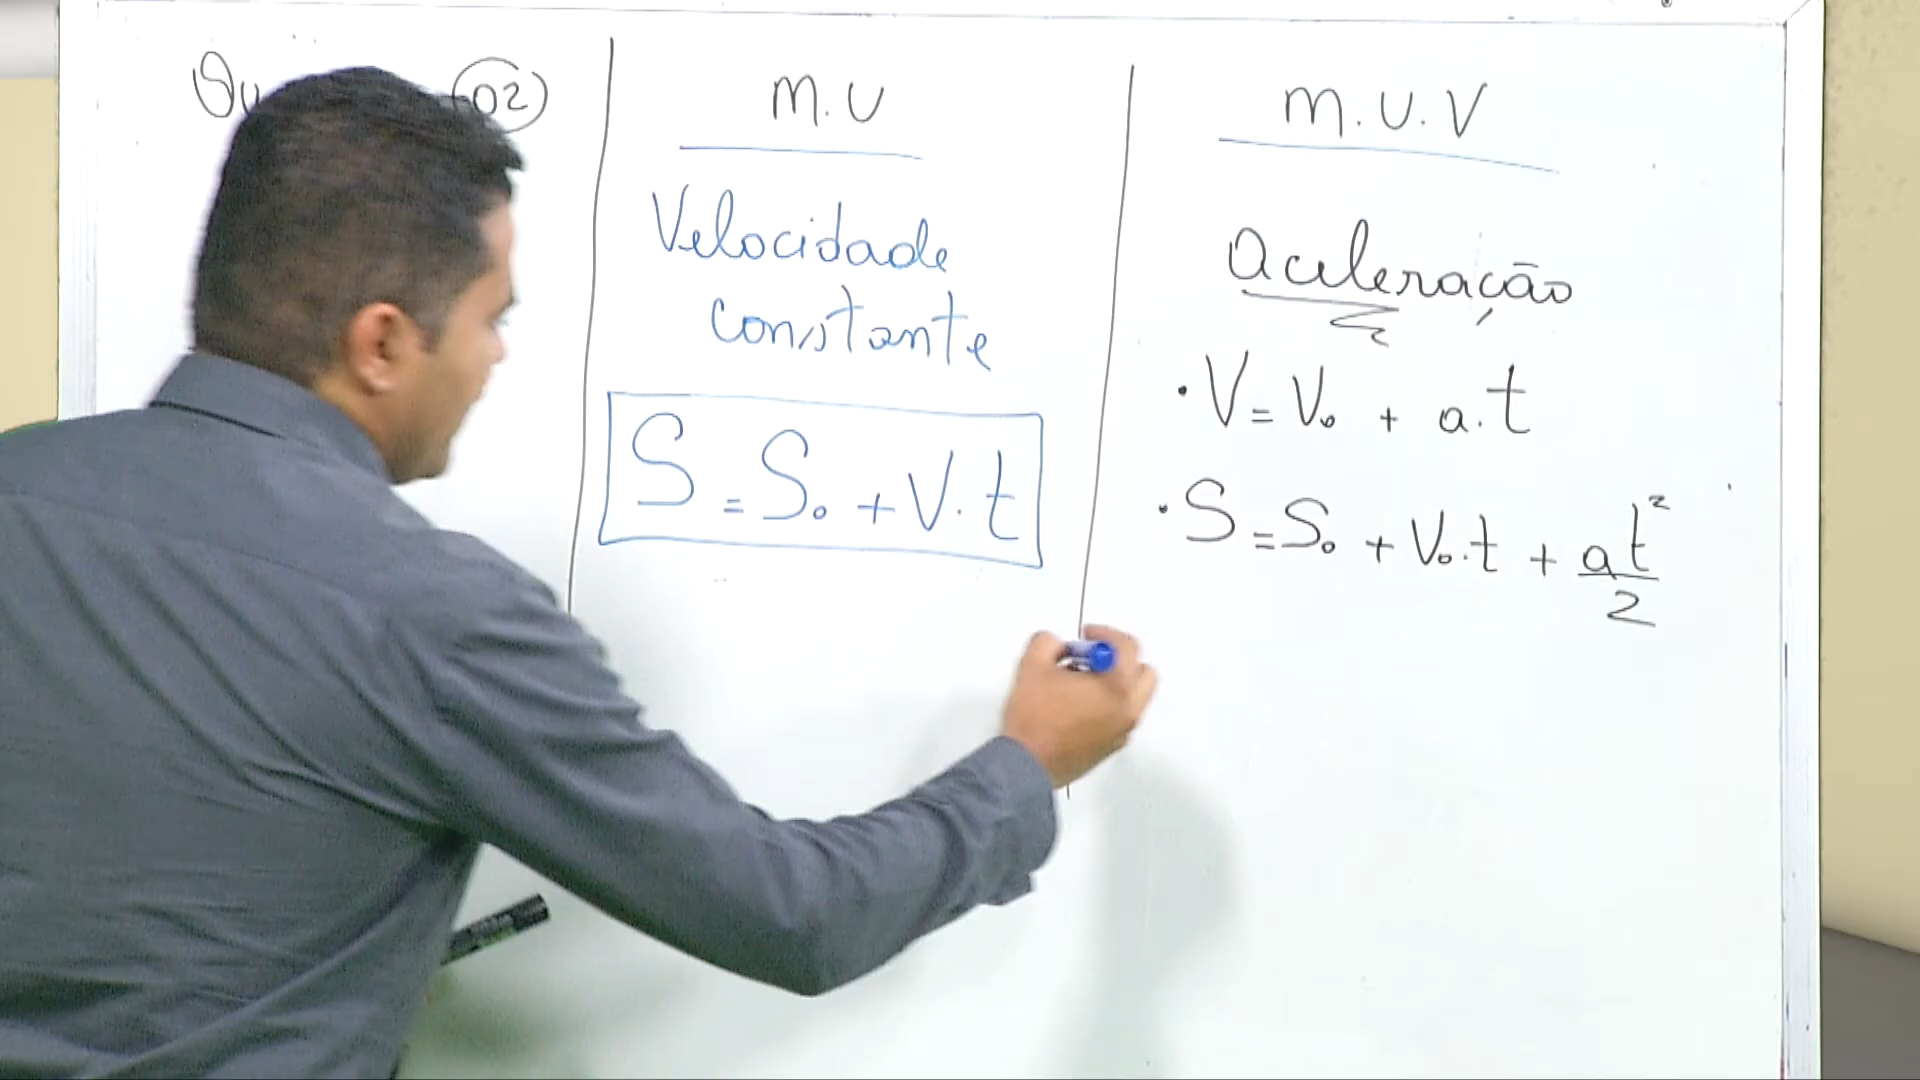 02
M.U
Velocidade
constante
S = S₀ + V.t
M.U.V
Aceleração
• V = V₀ + a.t
• S = S₀ + V₀.t + at²/2